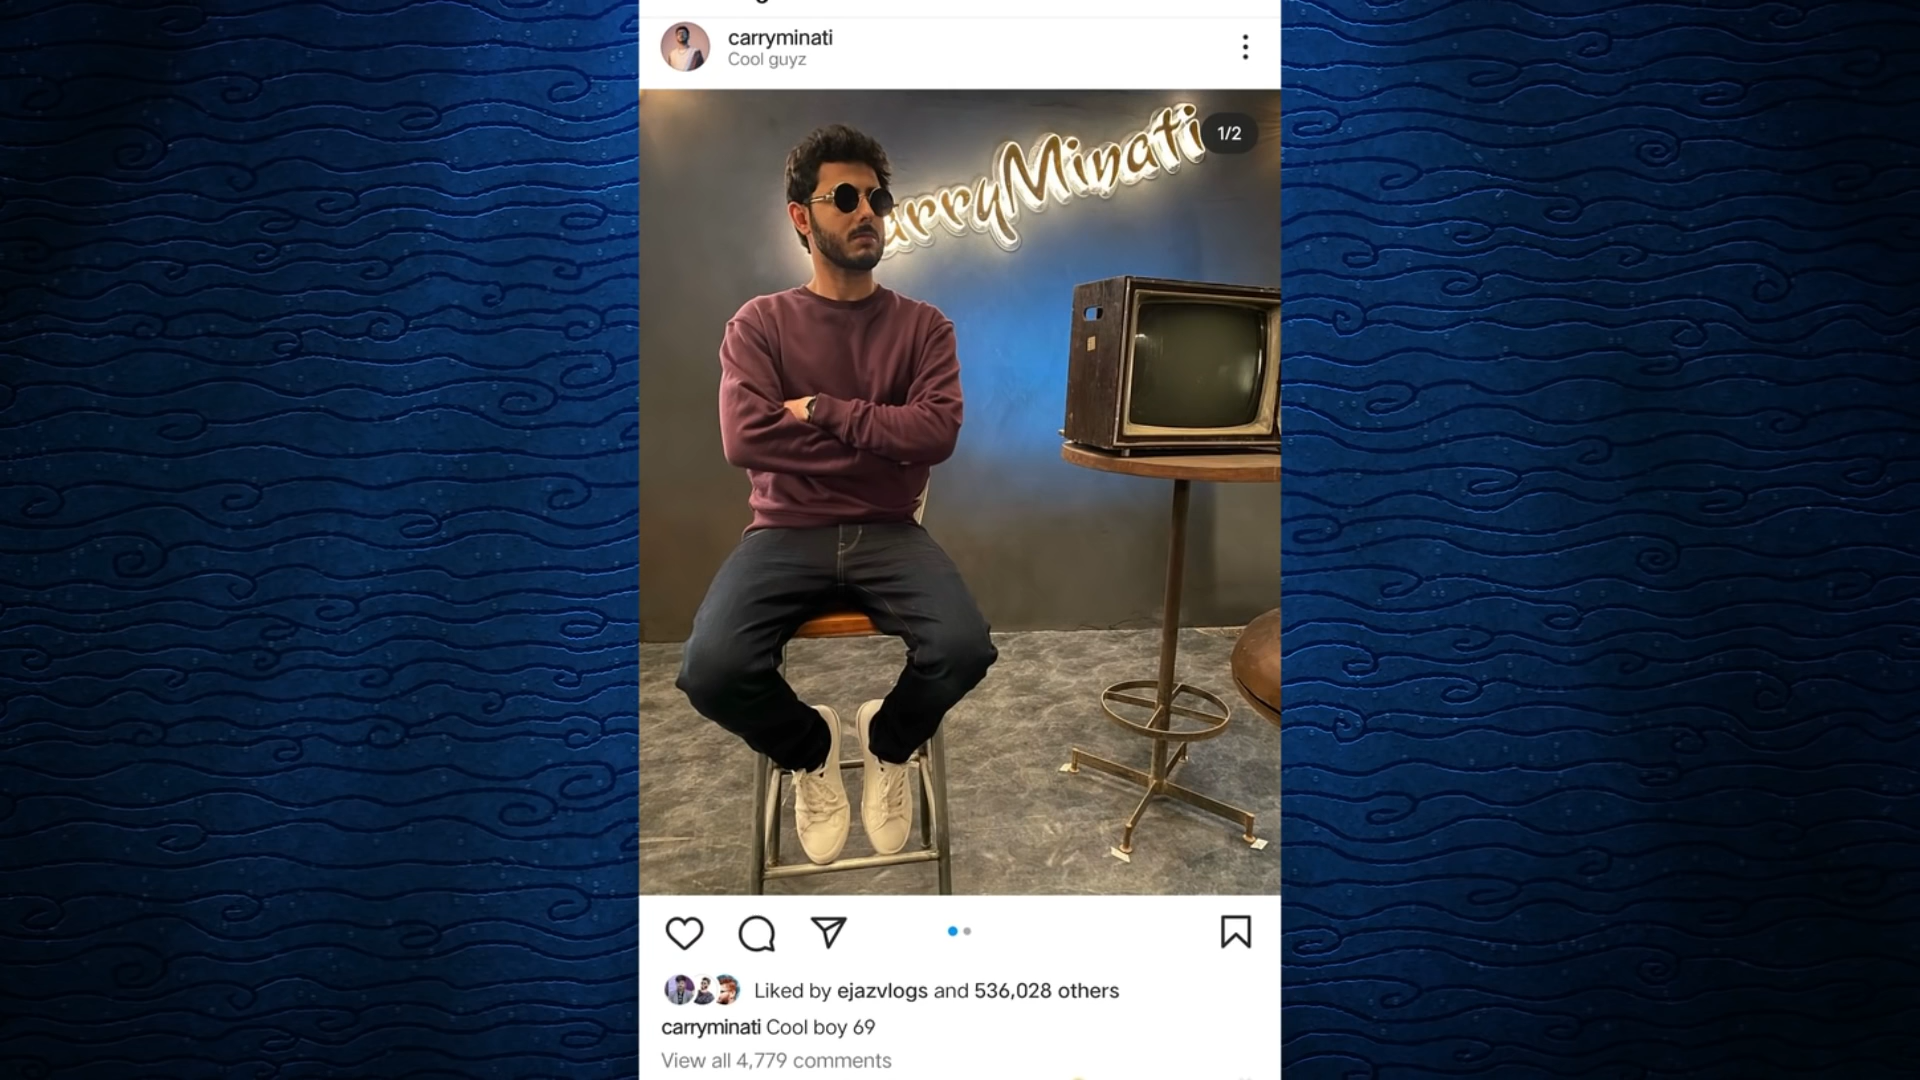 carryminati
Cool guyz
CarryMinati
1/2
Liked by ejazvlogs and 536,028 others
carryminati Cool boy 69
View all 4,779 comments